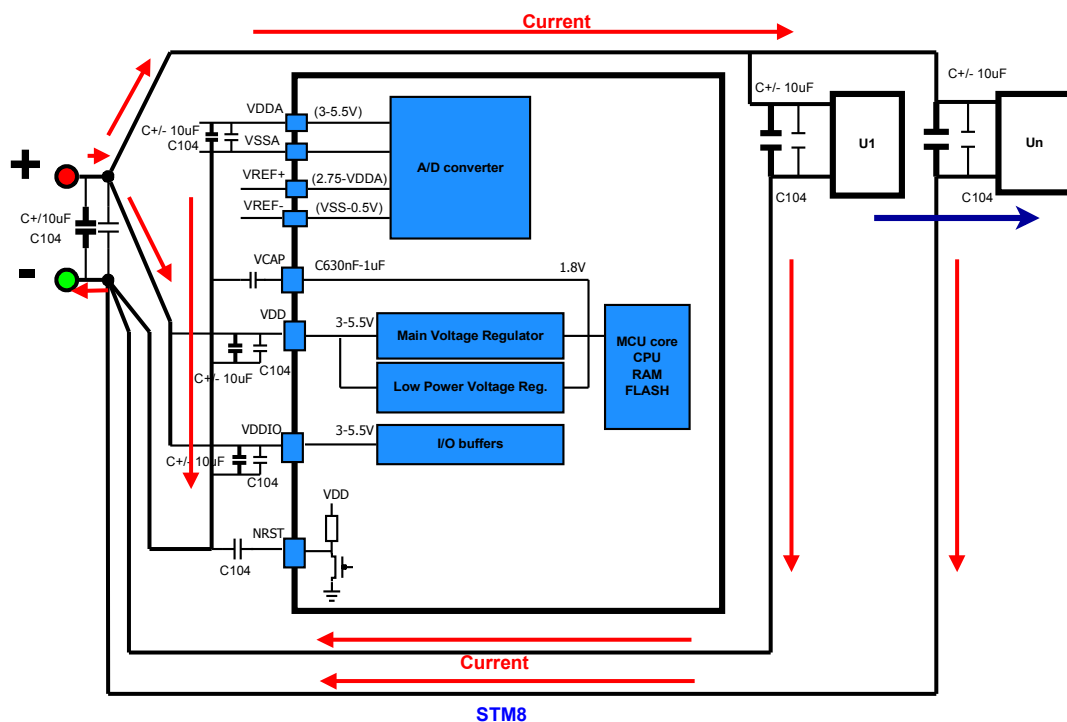 Current
C+/- 10uF
C+/- 10uF
VDDA
(3-5.5V)
C+/- 10uF
C104
VSSA
A/D converter
U1
Un
+
VREF+
(2.75-VDDA)
C104
C104
VREF-
(VSS-0.5V)
C+/10uF
C104
-
VCAP
C630nF-1uF
1.8V
VDD
3-5.5V
Main Voltage Regulator
MCU core
CPU
RAM
FLASH
C104
C+/- 10uF
Low Power Voltage Reg.
VDDIO
3-5.5V
I/O buffers
C+/- 10uF
C104
VDD
NRST
C104
Current
STM8